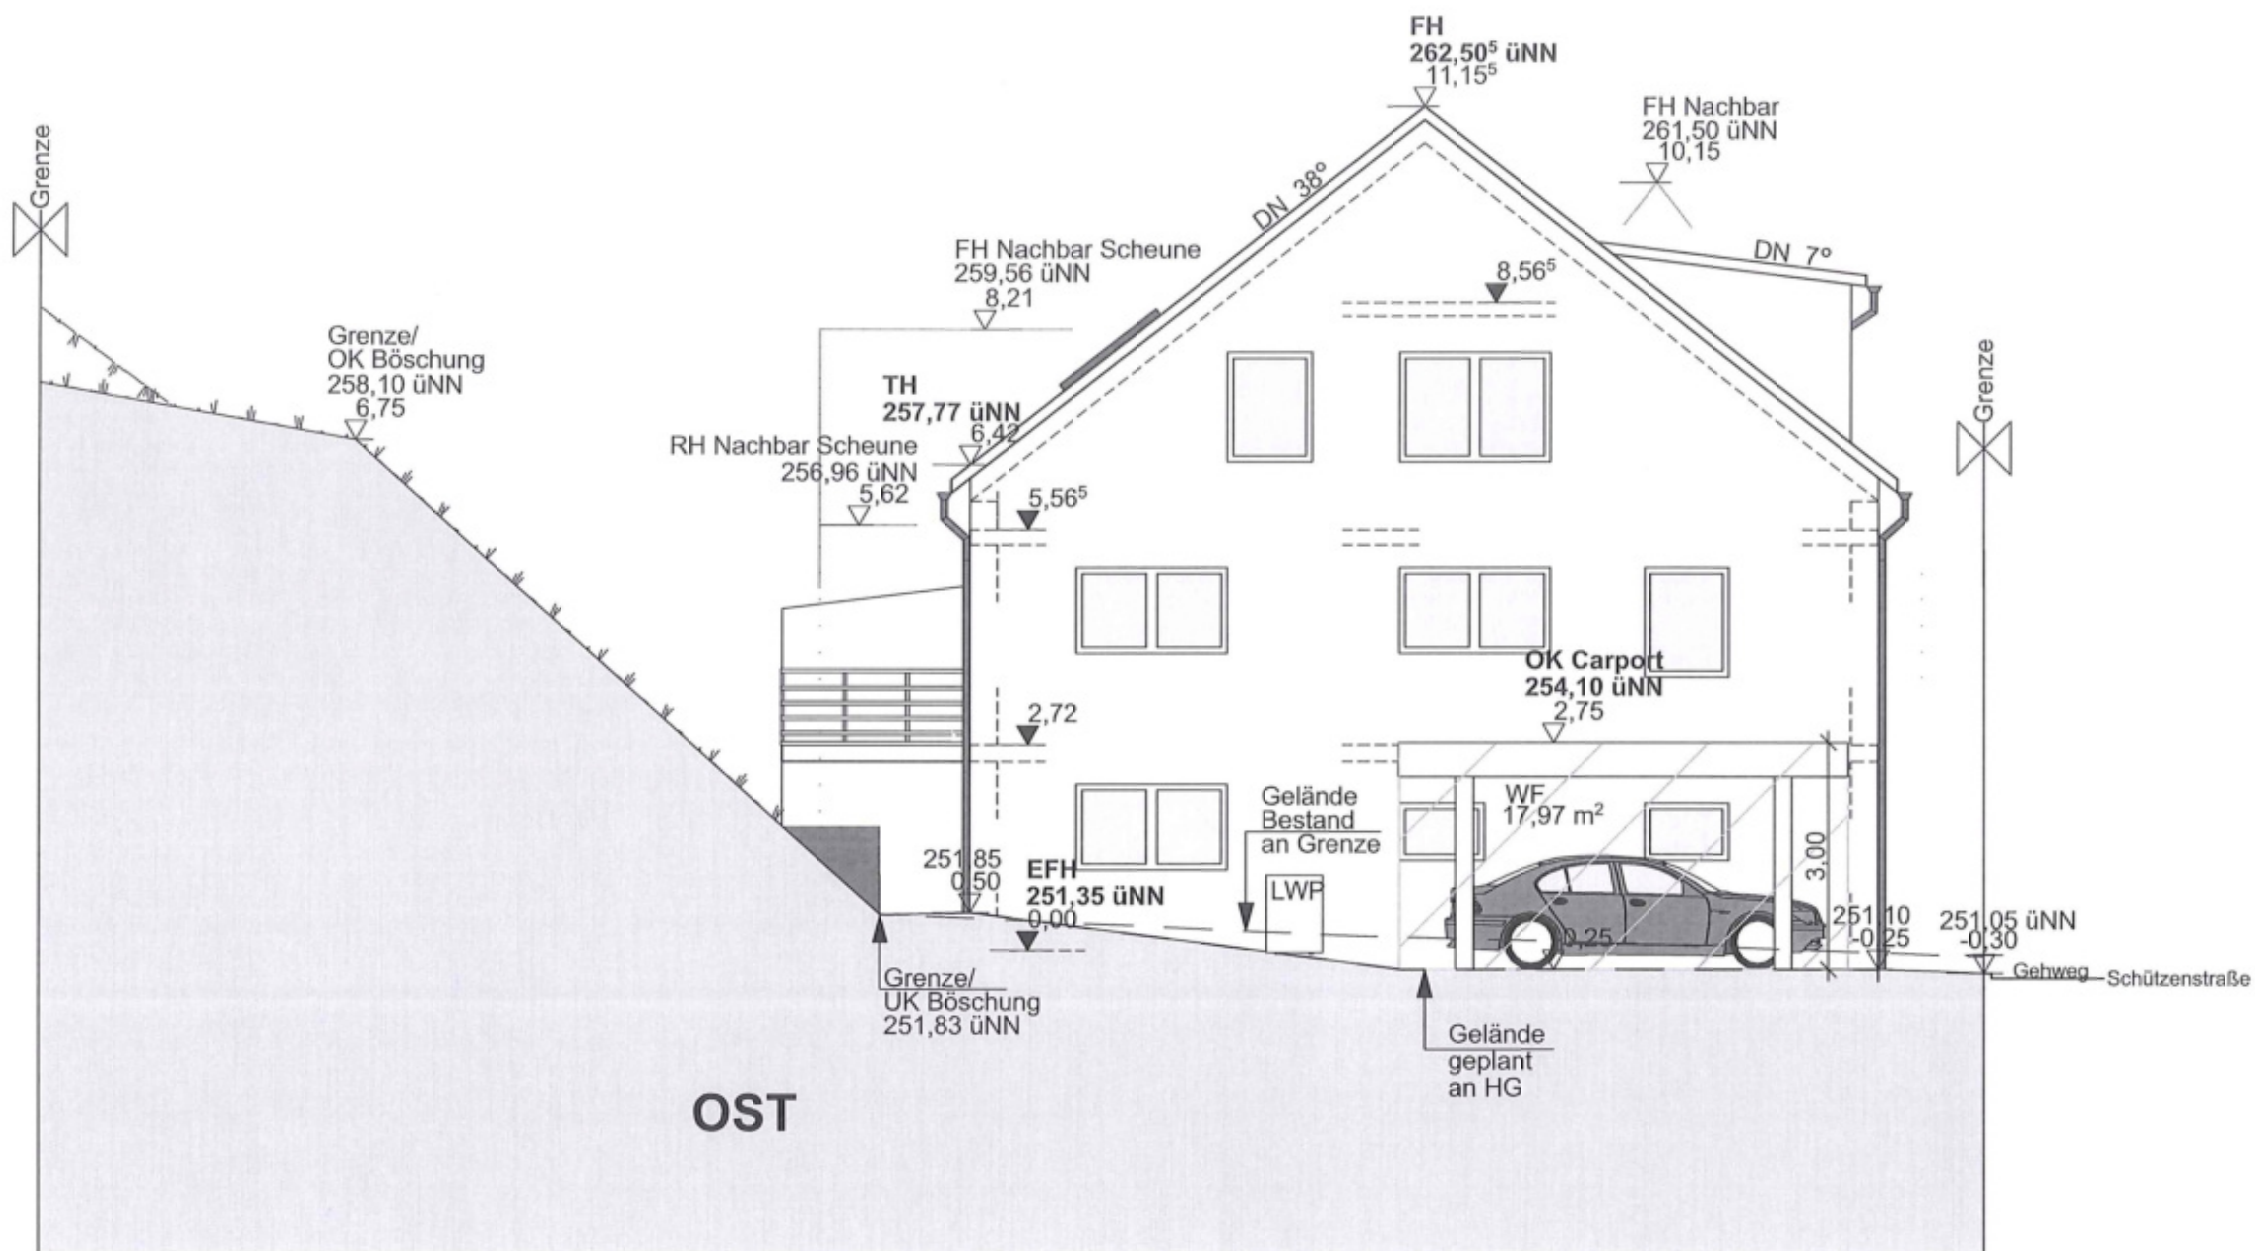 FH
262,50⁵ üNN
11,15⁵
FH Nachbar
261,50 üNN
10,15
Grenze
DN 38°
FH Nachbar Scheune
259,56 üNN
8,21
DN 7°
8,56⁵
Grenze/
OK Böschung
258,10 üNN
6,75
Grenze
TH
257,77 üNN
6,42
RH Nachbar Scheune
256,96 üNN
5,62
5,56⁵
OK Carport
254,10 üNN
2,75
2,72
Gelände
Bestand
an Grenze
WF
17,97 m²
3,00
251,85
0,50
EFH
251,35 üNN
0,00
LWP
0,25
251,10
-0,25
251,05 üNN
-0,30
Gehweg
Schützenstraße
Grenze/
UK Böschung
251,83 üNN
Gelände
geplant
an HG
OST